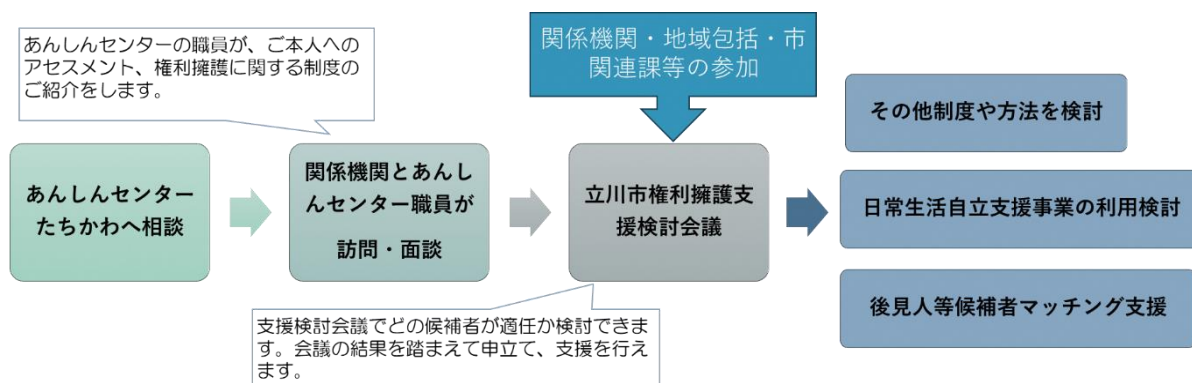 あんしんセンターの職員が、ご本人への
アセスメント、権利擁護に関する制度の
ご紹介をします。
関係機関・地域包括・市
関連課等の参加
あんしんセンター
たちかわへ相談
関係機関とあんし
んセンター職員が
訪問・面談
立川市権利擁護支
援検討会議
その他制度や方法を検討
日常生活自立支援事業の利用検討
後見人等候補者マッチング支援
支援検討会議でどの候補者が適任か検討できま
す。会議の結果を踏まえて申立て、支援を行え
ます。